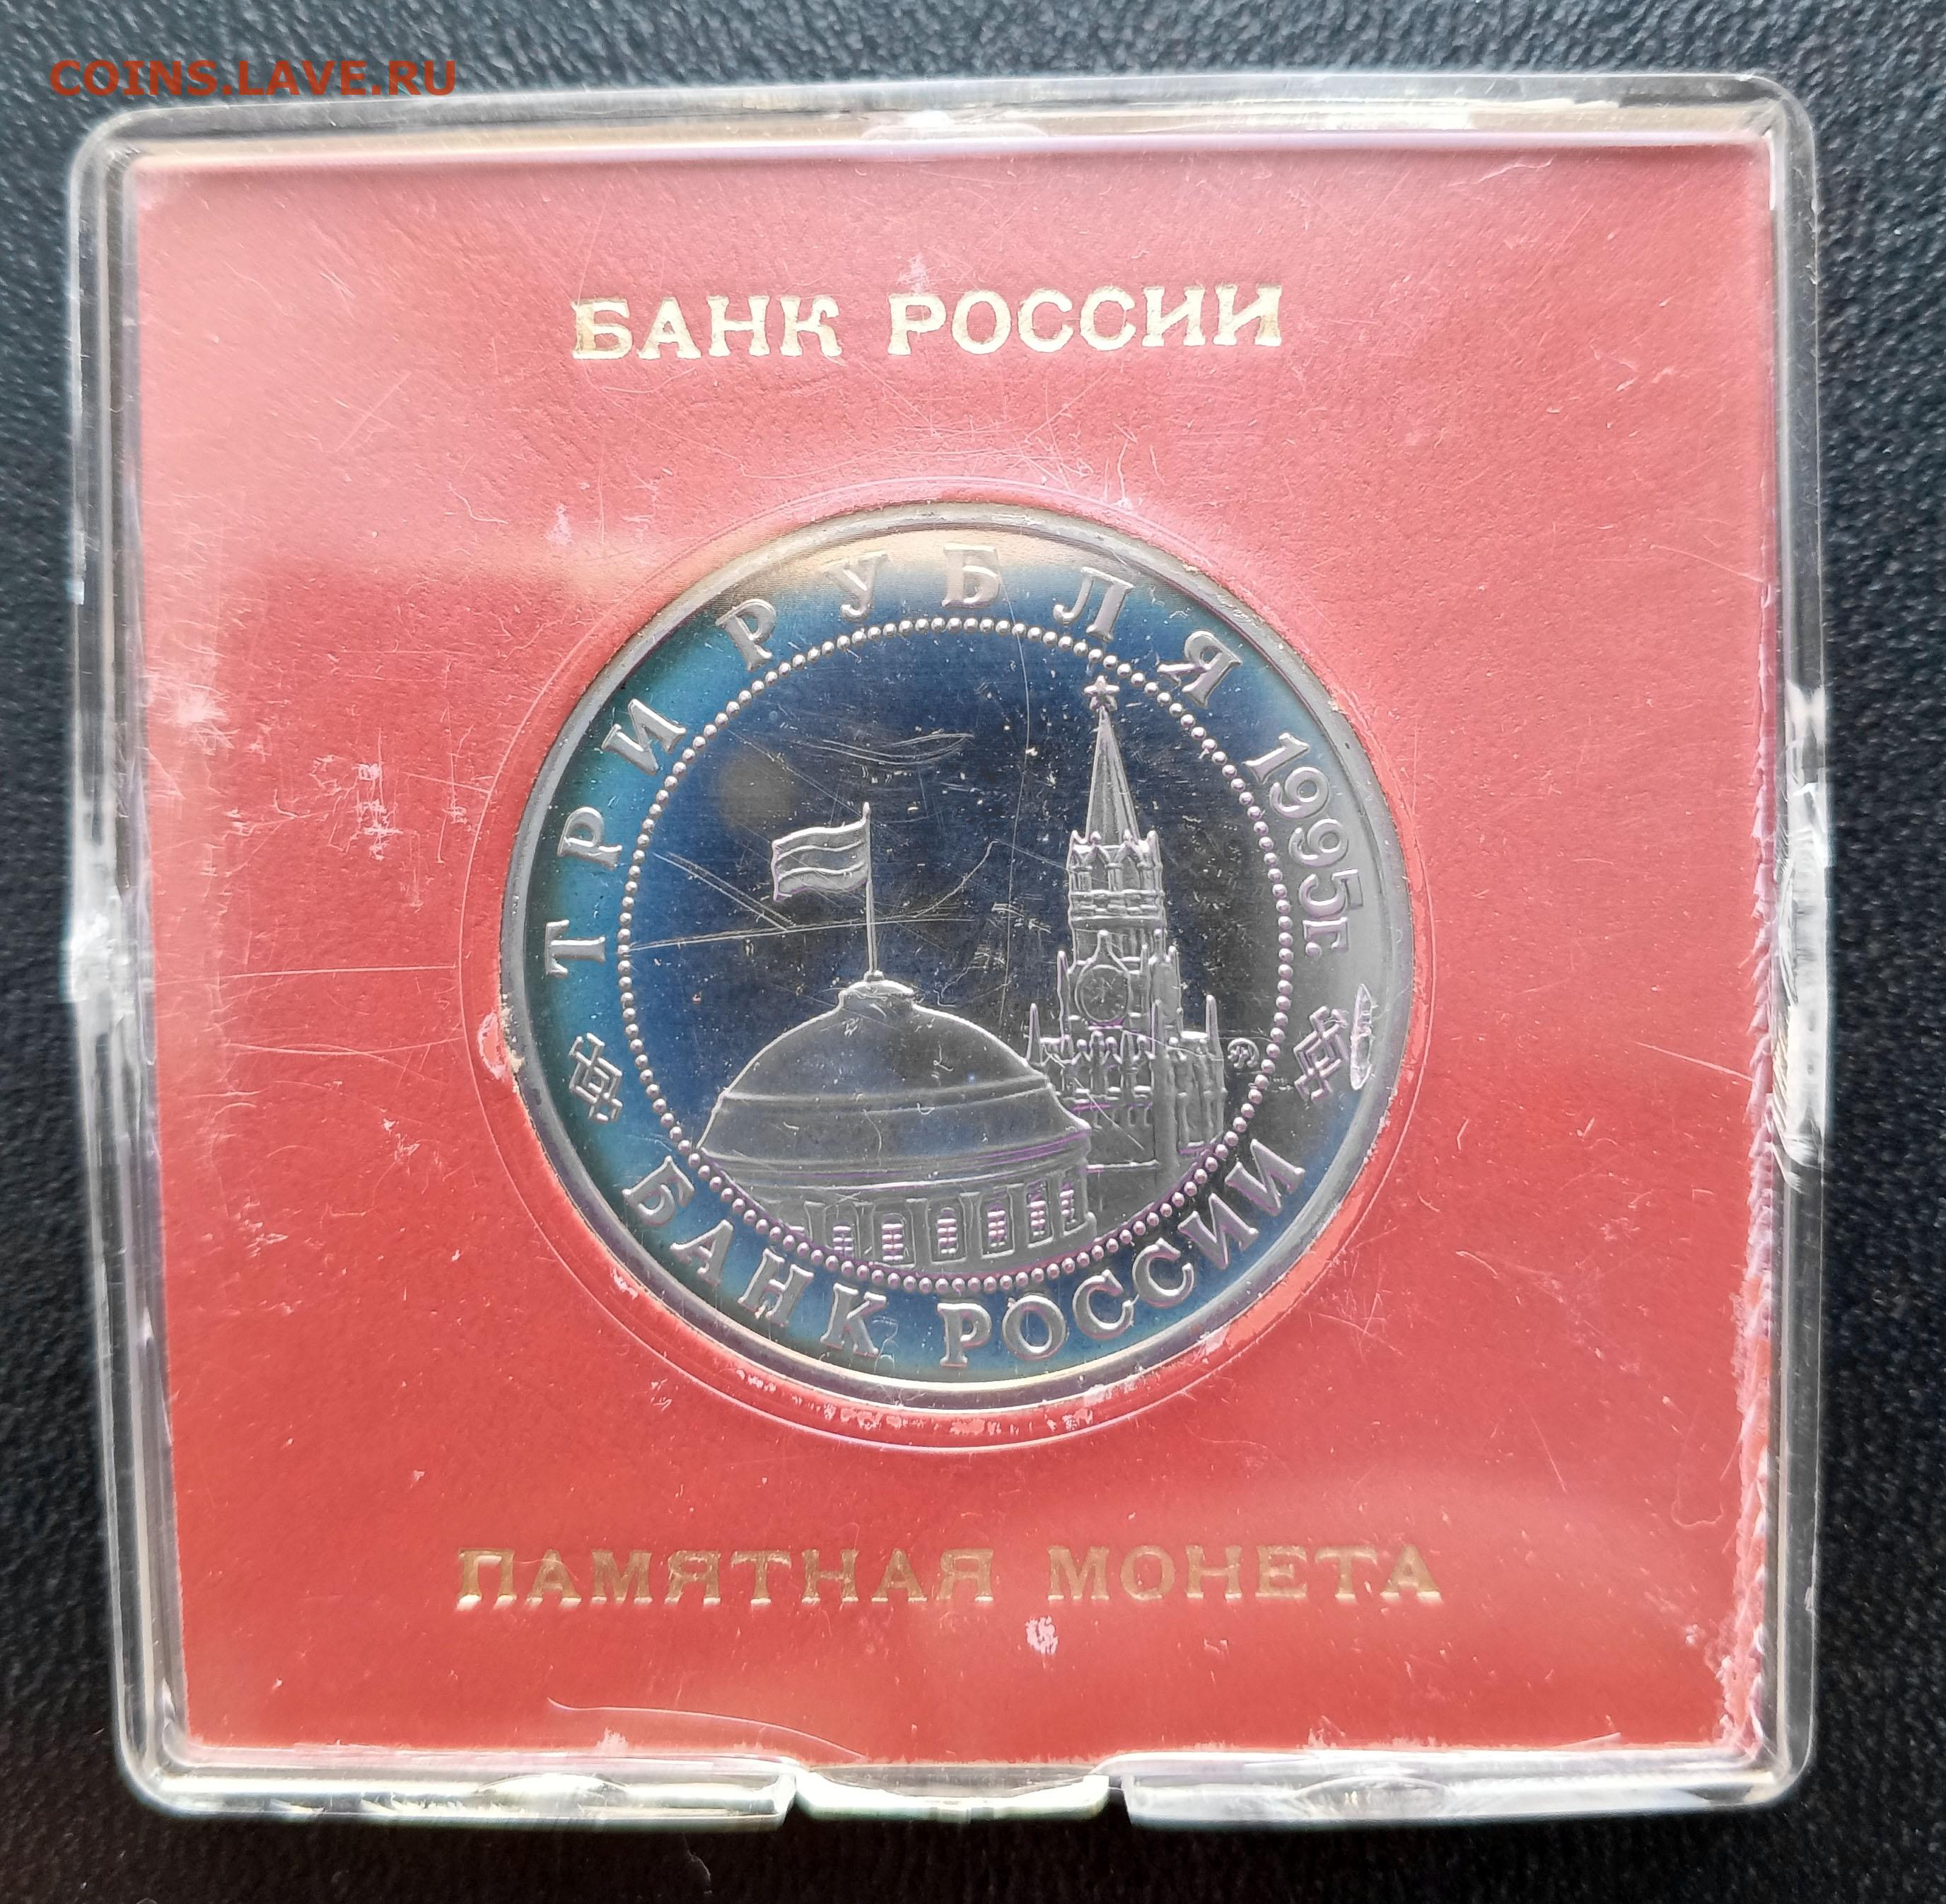 COINS.LAVE.RU
БАНК РОССИИ
ТРИ РУБЛЯ 1995г.
БАНК РОССИИ
ПАМЯТНАЯ МОНЕТА